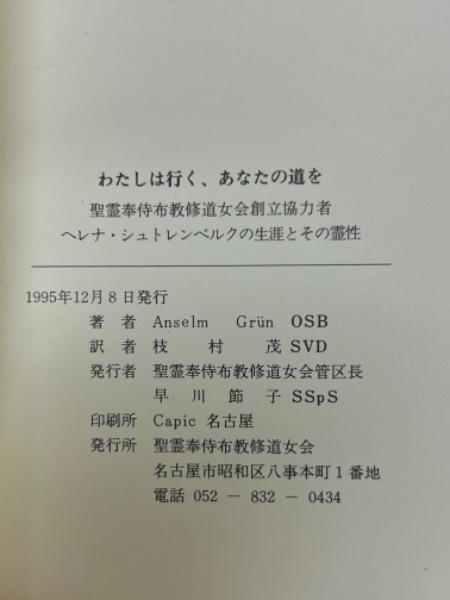 わたしは行く、あなたの道を
聖霊奉侍布教修道女会創立協力者
ヘレナ・シュトレンベルクの生涯とその霊性
1995年12月8日発行
著者 Anselm Grün OSB
訳者 枝村 茂 SVD
発行者 聖霊奉侍布教修道女会管区長
早川節子 SSpS
印刷所 Capic 名古屋
発行所 聖霊奉侍布教修道女会
名古屋市昭和区八事本町1番地
電話 052 － 832 － 0434